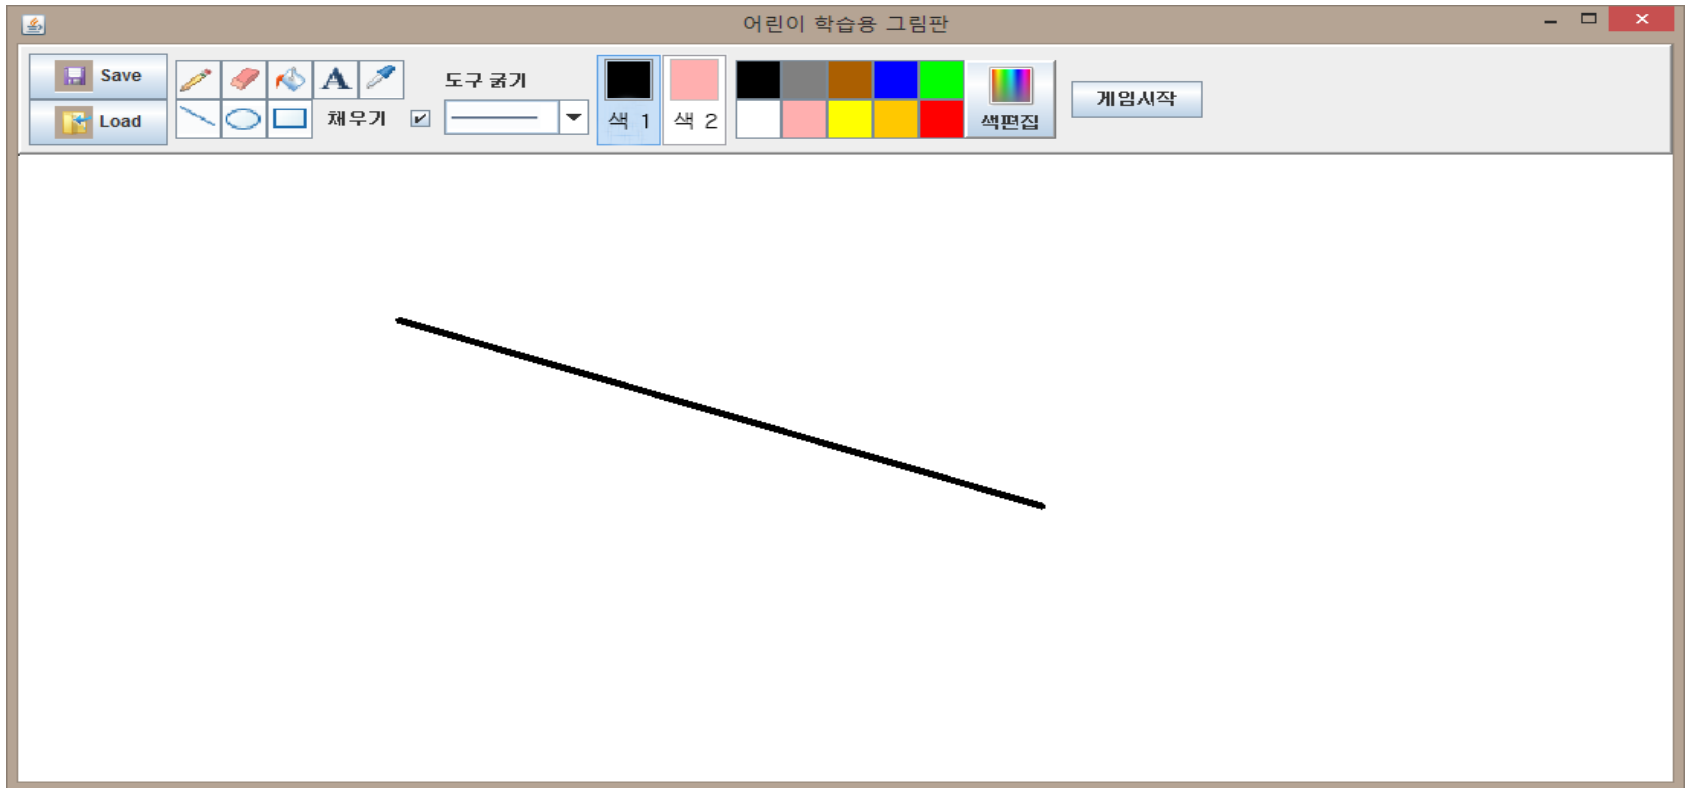 어린이 학습용 그림판
Save
Load
A
채우기
도구 굵기
색 1
색 2
색편집
게임시작